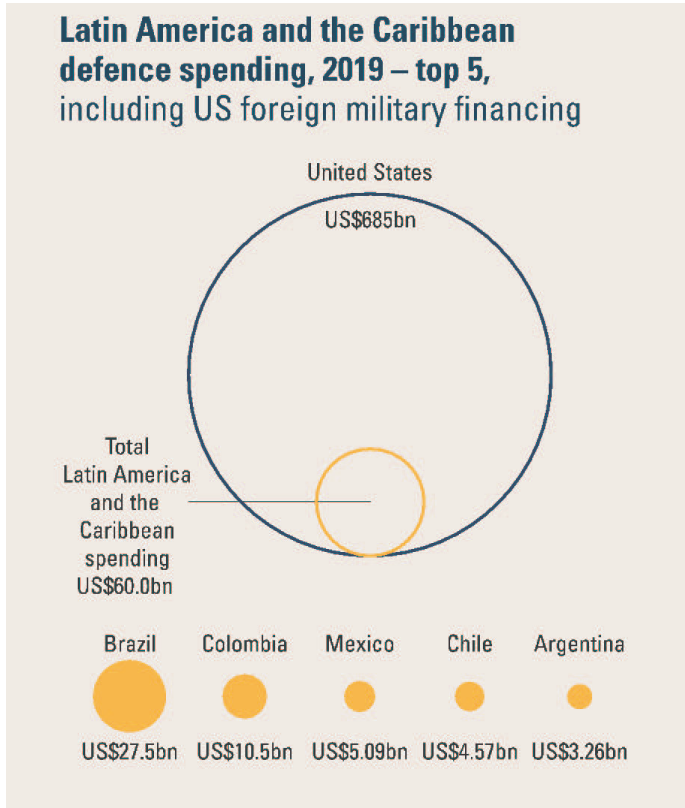 Latin America and the Caribbean
defence spending, 2019 – top 5,
including US foreign military financing
United States
US$685bn
Total
Latin America
and the
Caribbean
spending
US$60.0bn
Brazil Colombia Mexico Chile Argentina
US$27.5bn US$10.5bn US$5.09bn US$4.57bn US$3.26bn